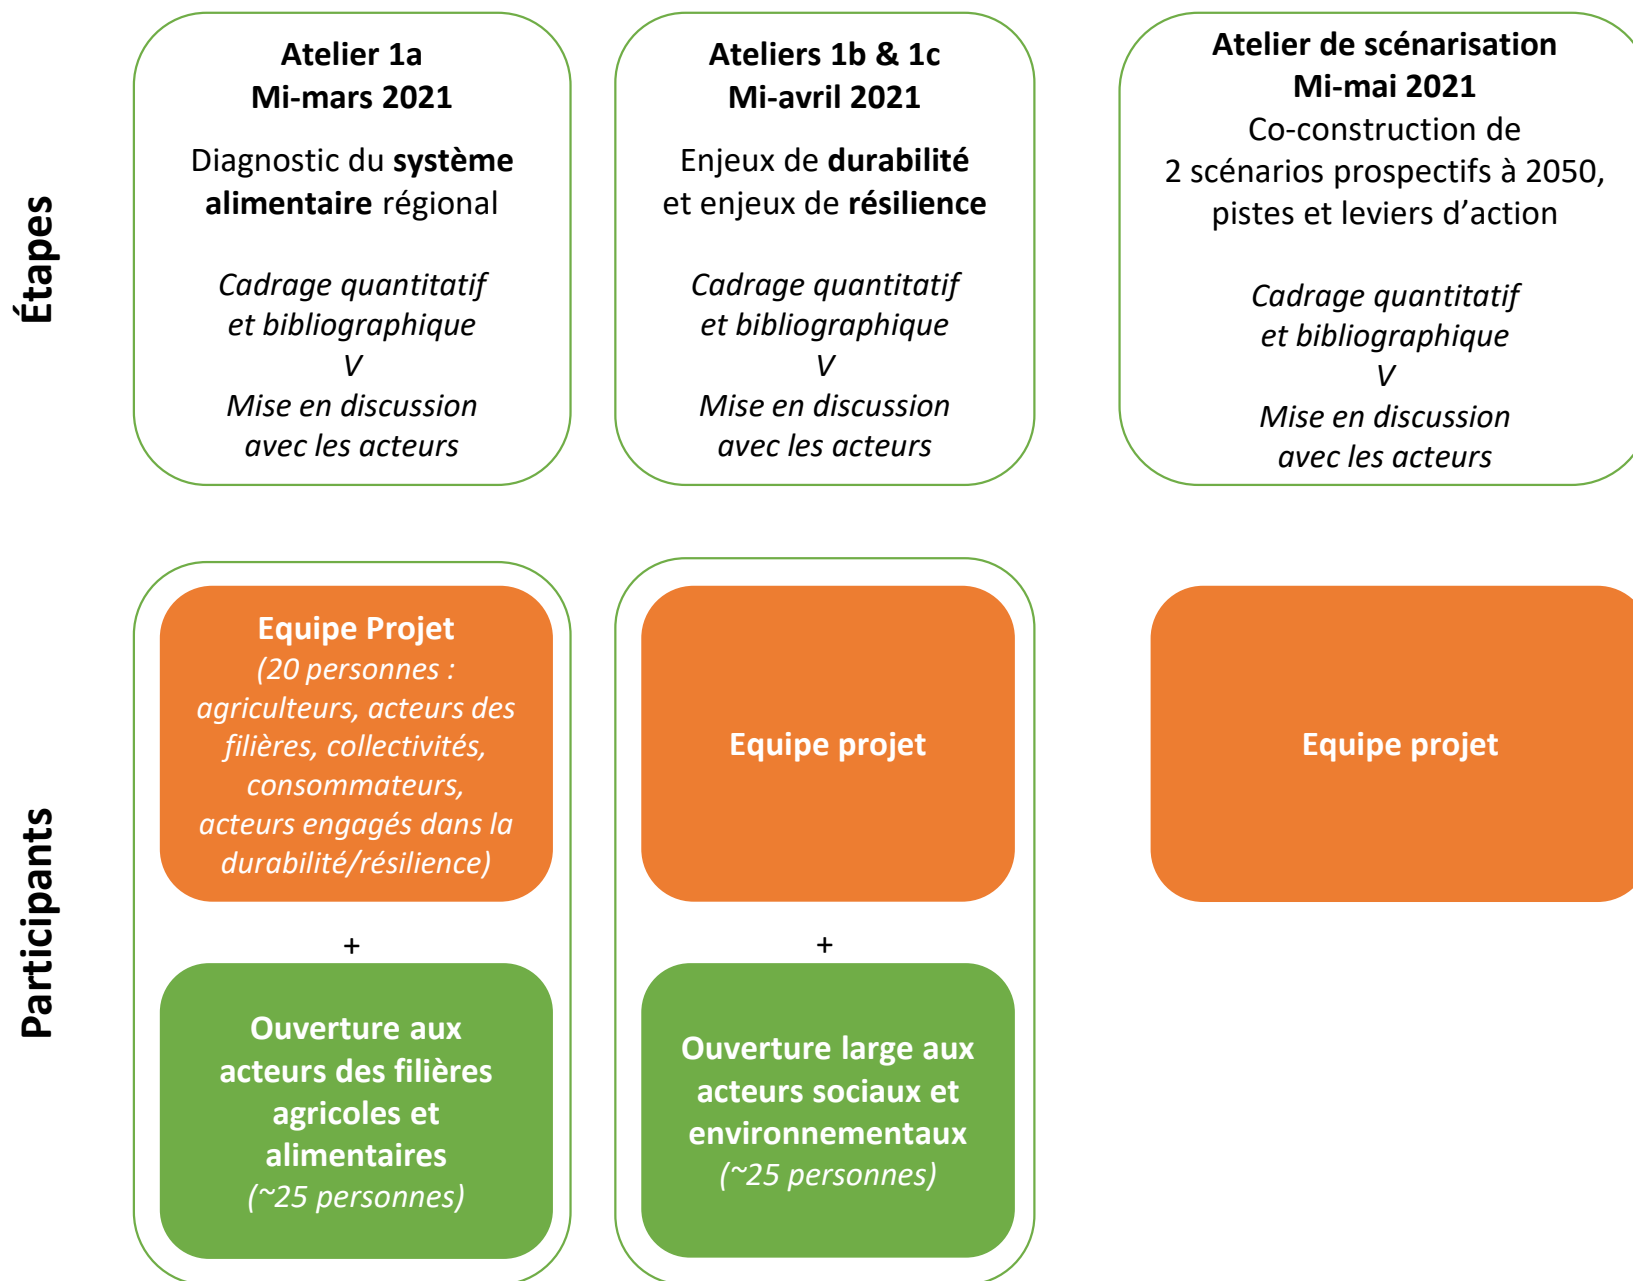 Étapes
Atelier 1a
Mi-mars 2021
Diagnostic du système
alimentaire régional
Cadrage quantitatif
et bibliographique
V
Mise en discussion
avec les acteurs
Ateliers 1b & 1c
Mi-avril 2021
Enjeux de durabilité
et enjeux de résilience
Cadrage quantitatif
et bibliographique
V
Mise en discussion
avec les acteurs
Atelier de scénarisation
Mi-mai 2021
Co-construction de
2 scénarios prospectifs à 2050,
pistes et leviers d’action
Cadrage quantitatif
et bibliographique
V
Mise en discussion
avec les acteurs
Participants
Equipe Projet
(20 personnes :
agriculteurs, acteurs des
filières, collectivités,
consommateurs,
acteurs engagés dans la
durabilité/résilience)
+
Ouverture aux
acteurs des filières
agricoles et
alimentaires
(~25 personnes)
Equipe projet
+
Ouverture large aux
acteurs sociaux et
environnementaux
(~25 personnes)
Equipe projet